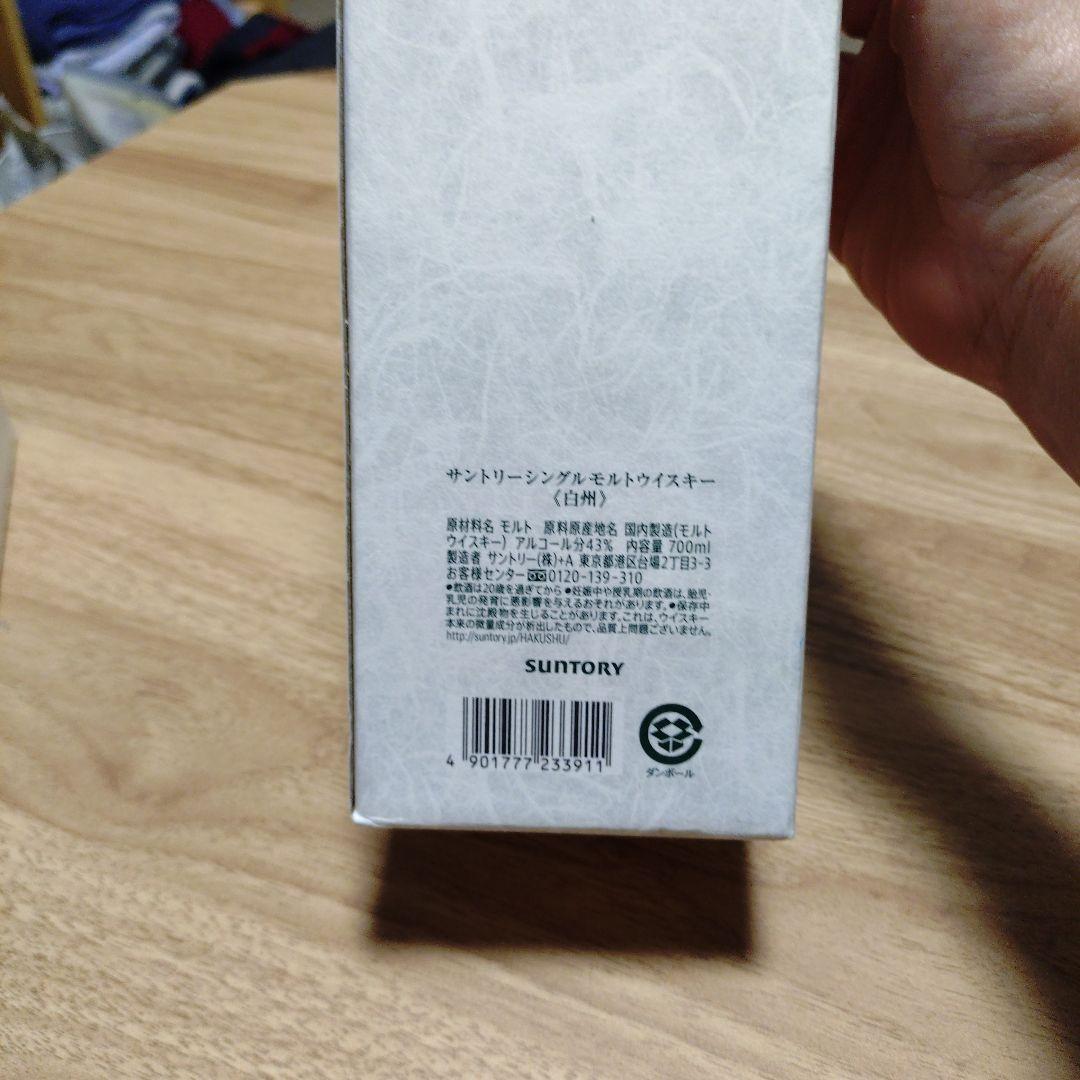 サントリーシングルモルトウイスキー
《白州》
原材料名 モルト 原料原産地名 国内製造(モルト
ウイスキー) アルコール分43% 内容量 700ml
製造者 サントリー(株)+A 東京都港区台場2丁目3-3
お客様センター 0120-139-310
●飲酒は20歳を過ぎてから ●妊娠中や授乳期の飲酒は、胎児・
乳児の発育に悪影響を与えるおそれがあります。●保存中
まれに沈殿物を生じることがあります。これは、ウイスキー
本来の微量成分が析出したもので、品質上問題ございません。
http://suntory.jp/HAKUSHU/
SUNTORY
4 901777 233911
ダンボール